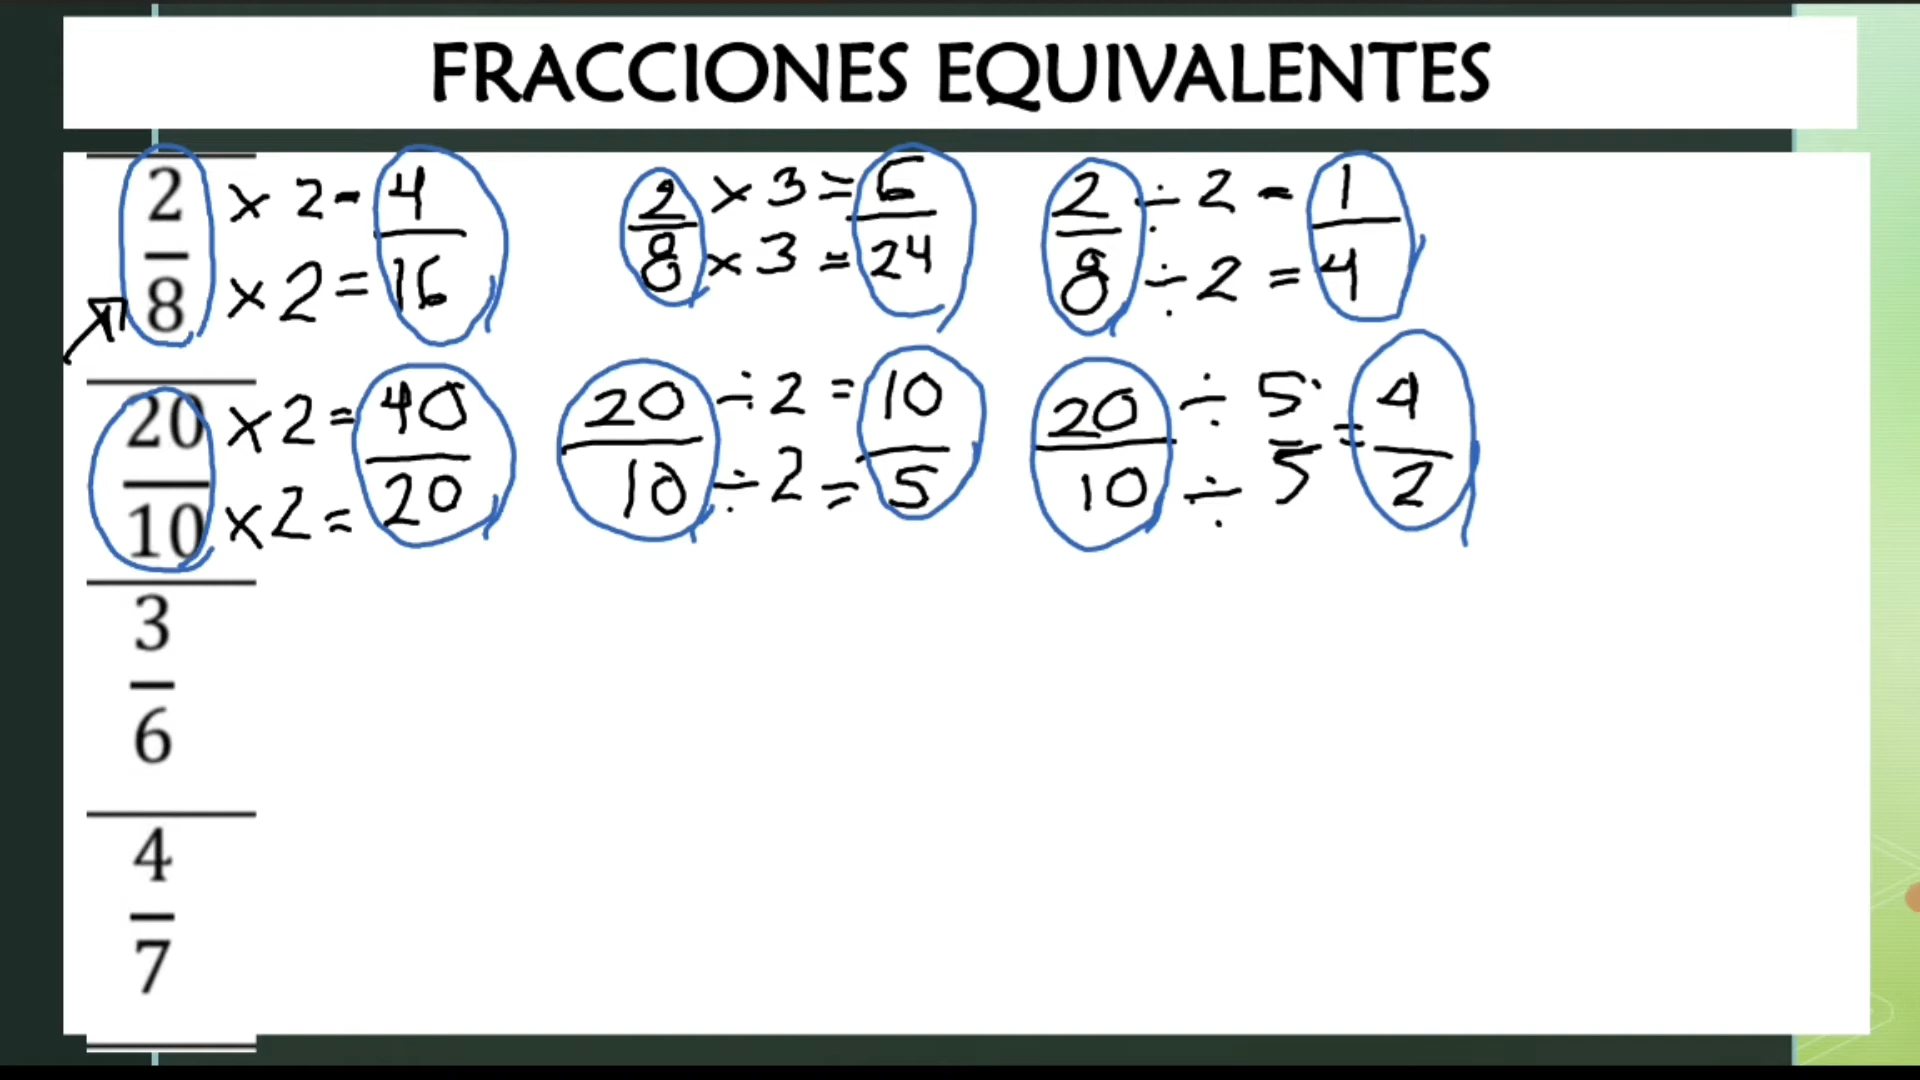 FRACCIONES EQUIVALENTES
2/8 × 2 - 4/16
× 2 =
2/8 × 3 = 6/24
× 3 =
2/8 ÷ 2 - 1/4
÷ 2 =
20/10 × 2 = 40/20
× 2 =
20/10 ÷ 2 = 10/5
÷ 2 =
20/10 ÷ 5 = 4/2
÷ 5
3/6
4/7